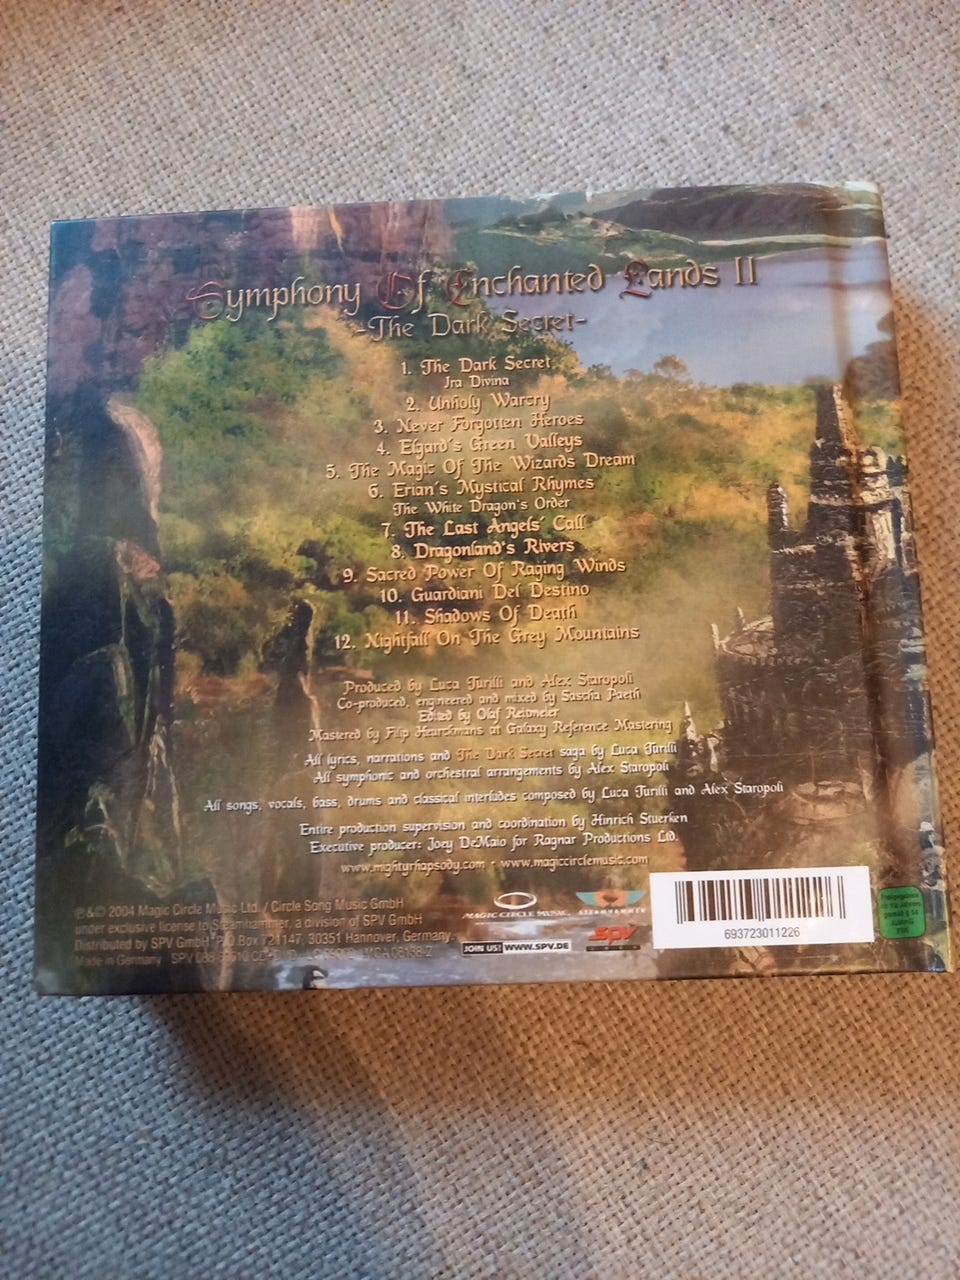 Symphony Of Enchanted Lands II
-The Dark Secret-
1. The Dark Secret
Ira Divina
2. Unholy Warcry
3. Never Forgotten Heroes
4. Elgard's Green Valleys
5. The Magic Of The Wizards Dream
6. Erian's Mystical Rhymes
The White Dragon's Order
7. The Last Angels' Call
8. Dragonland's Rivers
9. Sacred Power Of Raging Winds
10. Guardiani Del Destino
11. Shadows Of Death
12. Nightfall On The Grey Mountains
Produced by Luca Turilli and Alex Staropoli
Co-produced, engineered and mixed by Sascha Paeth
Edited by Olaf Reitmeier
Mastered by Filip Heurckmans at Galaxy Reference Mastering
All lyrics, narrations and The Dark Secret saga by Luca Turilli
All symphonic and orchestral arrangements by Alex Staropoli
All songs, vocals, bass, drums and classical interludes composed by Luca Turilli and Alex Staropoli
Entire production supervision and coordination by Hinrich Stuerken
Executive producer: Joey DeMaio for Ragnar Productions Ltd.
www.mightyrhapsody.com • www.magiccirclemusic.com
℗&© 2004 Magic Circle Music Ltd. / Circle Song Music GmbH
under exclusive license to Steamhammer, a division of SPV GmbH
Distributed by SPV GmbH, P.O.Box 721147, 30351 Hannover, Germany.
Made in Germany SPV
MAGIC CIRCLE MUSIC
STEAMHAMMER
JOIN US! WWW.SPV.DE
SPV
693723011226